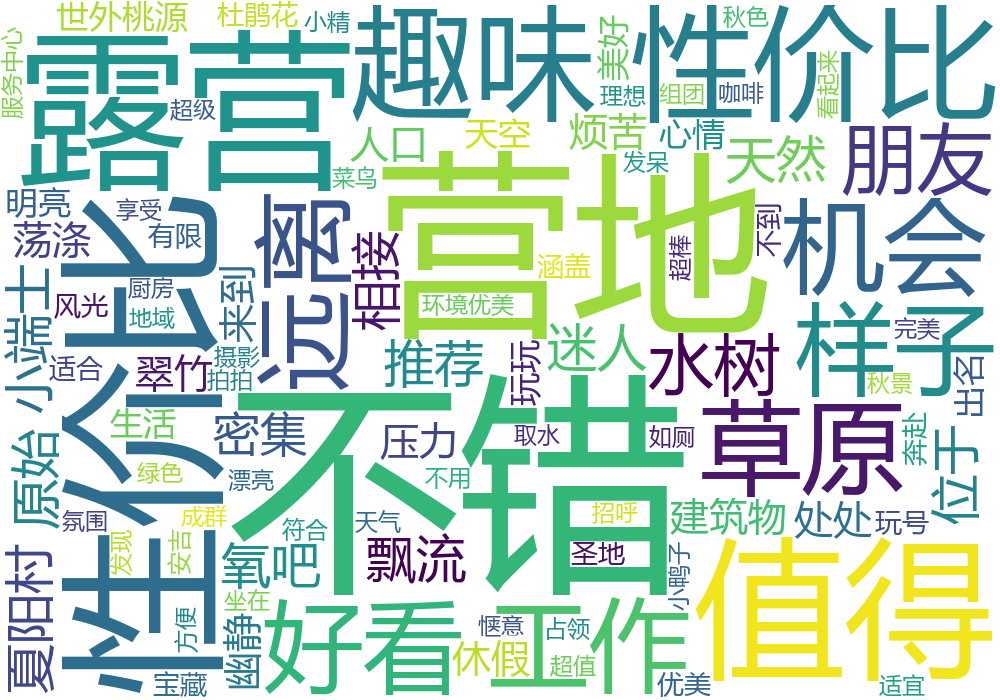 世外桃源
杜鹃花
小精
露营
趣味
美好
秋色
性价比
服务中心
超级
理想
组团
咖啡
看起来
人口
天空
烦苦
心情
天然
朋友
菜鸟
发呆
明亮
享受
荡涤
有限
远离
相接
营地
涵盖
超棒
不到
机会
性价比
厨房
地域
风光
来到
环境优美
小瑞士
适合
翠竹
摄影
拍拍
推荐
玩玩
迷人
水树
样子
完美
秋景
出名
原始
生活
密集
压力
取水
如厕
草原
奔赴
位于
绿色
漂亮
不用
不错
氛围
成群
符合
天气
招呼
建筑物
处处
玩号
发现
安吉
氧吧
飘流
圣地
小鸭子
值得
夏阳村
坐在
方便
幽静
好看
惬意
占领
工作
休假
超值
宝藏
优美
适宜